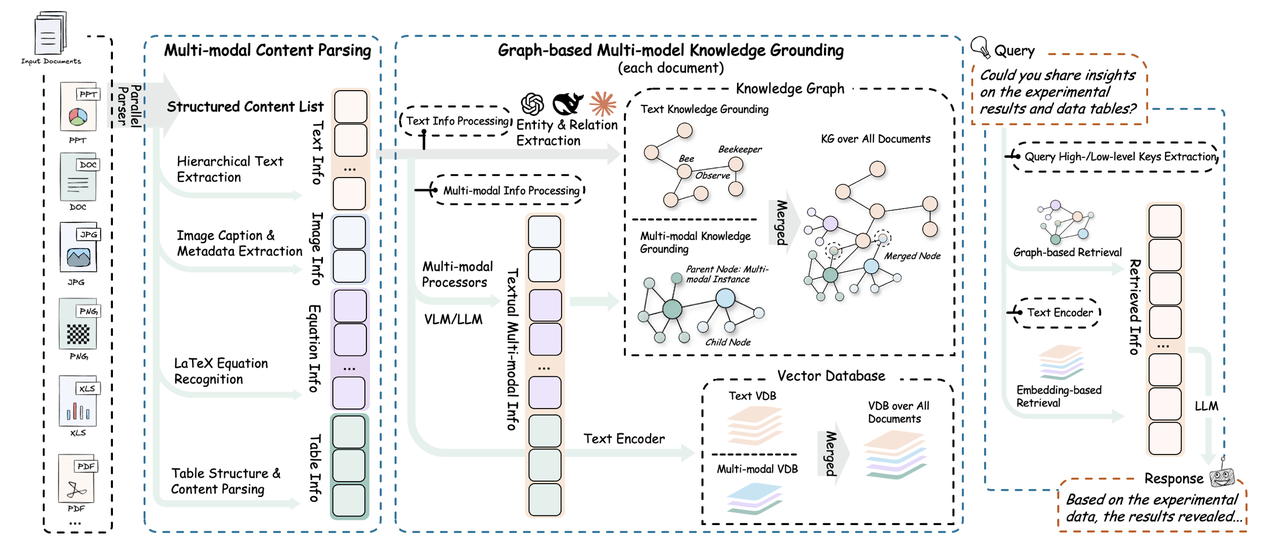 Input Documents
PPT
PPT
DOC
DOC
JPG
JPG
PNG
PNG
XLS
XLS
PDF
PDF
...
Parallel
Parser
Multi-modal Content Parsing
Structured Content List
Hierarchical Text
Extraction
Image Caption &
Metadata Extraction
LaTeX Equation
Recognition
Table Structure &
Content Parsing
Text Info
...
Image Info
Equation Info
...
Table Info
Graph-based Multi-model Knowledge Grounding
(each document)
Text Info Processing
Entity & Relation
Extraction
Multi-modal Info Processing
Multi-modal
Processors
VLM/LLM
Textual Multi-modal Info
...
Text Encoder
Knowledge Graph
Text Knowledge Grounding
Bee
Beekeeper
Observe
Multi-modal Knowledge
Grounding
Parent Node: Multi-
modal Instance
Child Node
Merged
KG over All Documents
Merged Node
Vector Database
Text VDB
Multi-modal VDB
Merged
VDB over All
Documents
Query
Could you share insights
on the experimental
results and data tables?
Query High-/Low-level Keys Extraction
Graph-based Retrieval
Text Encoder
Embedding-based
Retrieval
Retrieved Info
...
LLM
Response
Based on the experimental
data, the results revealed...